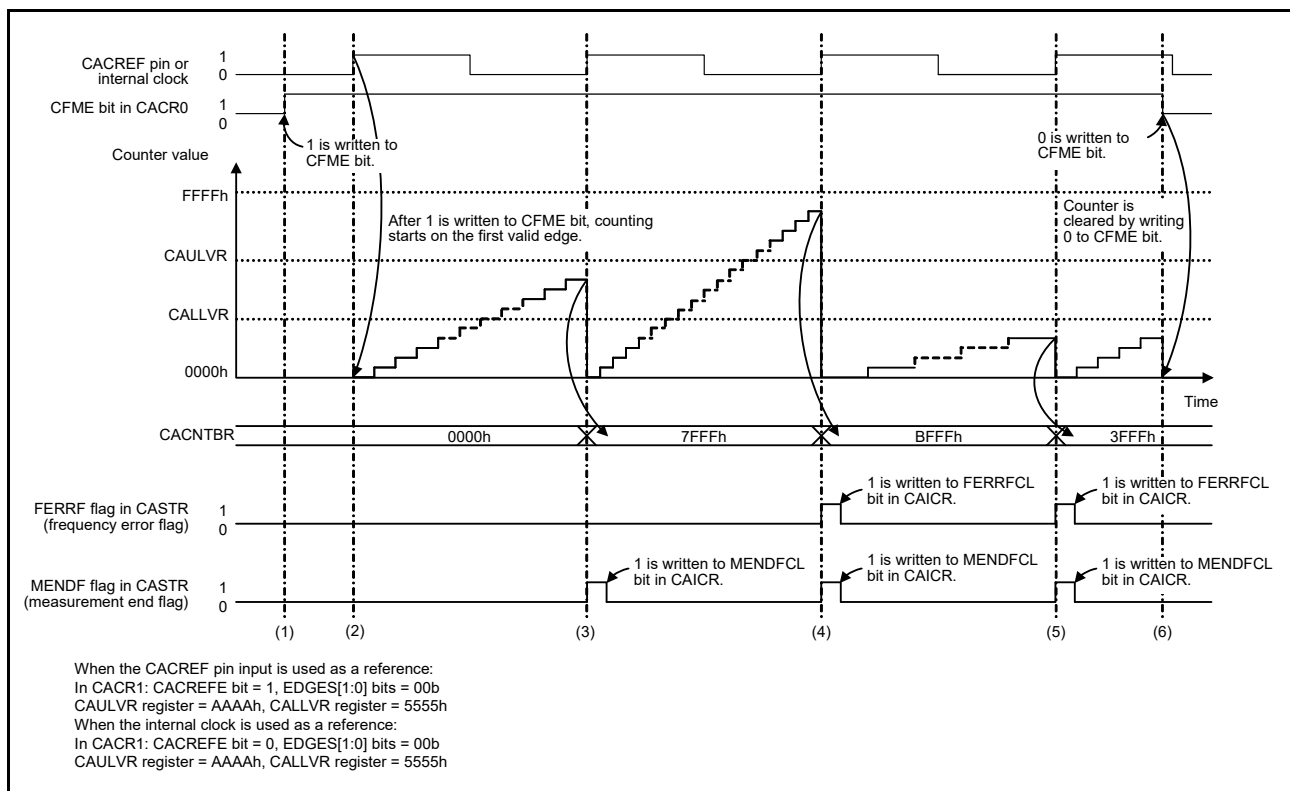 CACREF pin or
internal clock
1
0
CFME bit in CACR0
1
0
1 is written to
CFME bit.
0 is written to
CFME bit.
Counter value
FFFFh
After 1 is written to CFME bit, counting
starts on the first valid edge.
Counter is
cleared by writing
0 to CFME bit.
CAULVR
CALLVR
0000h
Time
CACNTBR
0000h
7FFFh
BFFFh
3FFFh
1 is written to FERRFCL
bit in CAICR.
1 is written to FERRFCL
bit in CAICR.
FERRF flag in CASTR
(frequency error flag)
1
0
1 is written to MENDFCL
bit in CAICR.
1 is written to MENDFCL
bit in CAICR.
1 is written to MENDFCL
bit in CAICR.
MENDF flag in CASTR
(measurement end flag)
1
0
(1)
(2)
(3)
(4)
(5)
(6)
When the CACREF pin input is used as a reference:
In CACR1: CACREFE bit = 1, EDGES[1:0] bits = 00b
CAULVR register = AAAAh, CALLVR register = 5555h
When the internal clock is used as a reference:
In CACR1: CACREFE bit = 0, EDGES[1:0] bits = 00b
CAULVR register = AAAAh, CALLVR register = 5555h